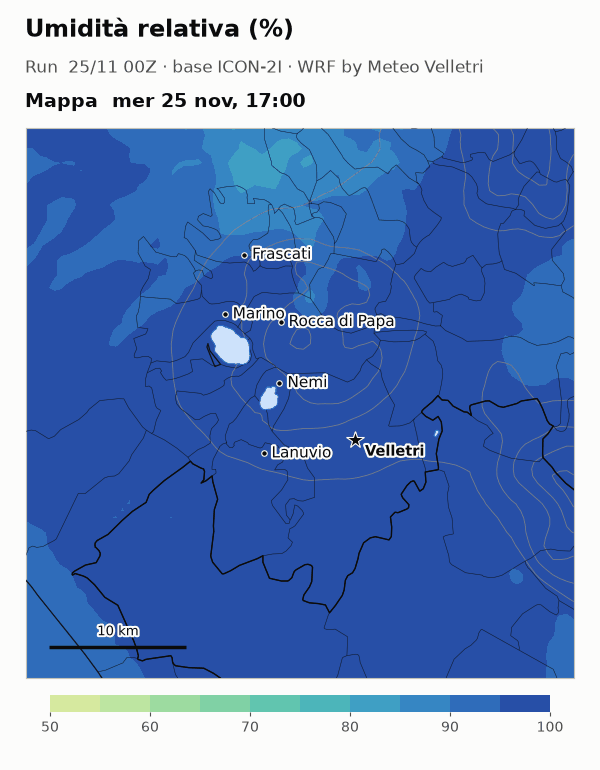 Umidità relativa (%)
Run  25/11 00Z · base ICON-2I · WRF by Meteo Velletri
Mappa  mer 25 nov, 17:00
Frascati
Marino
Rocca di Papa
Nemi
Velletri
Lanuvio
10 km
50 60 70 80 90 100